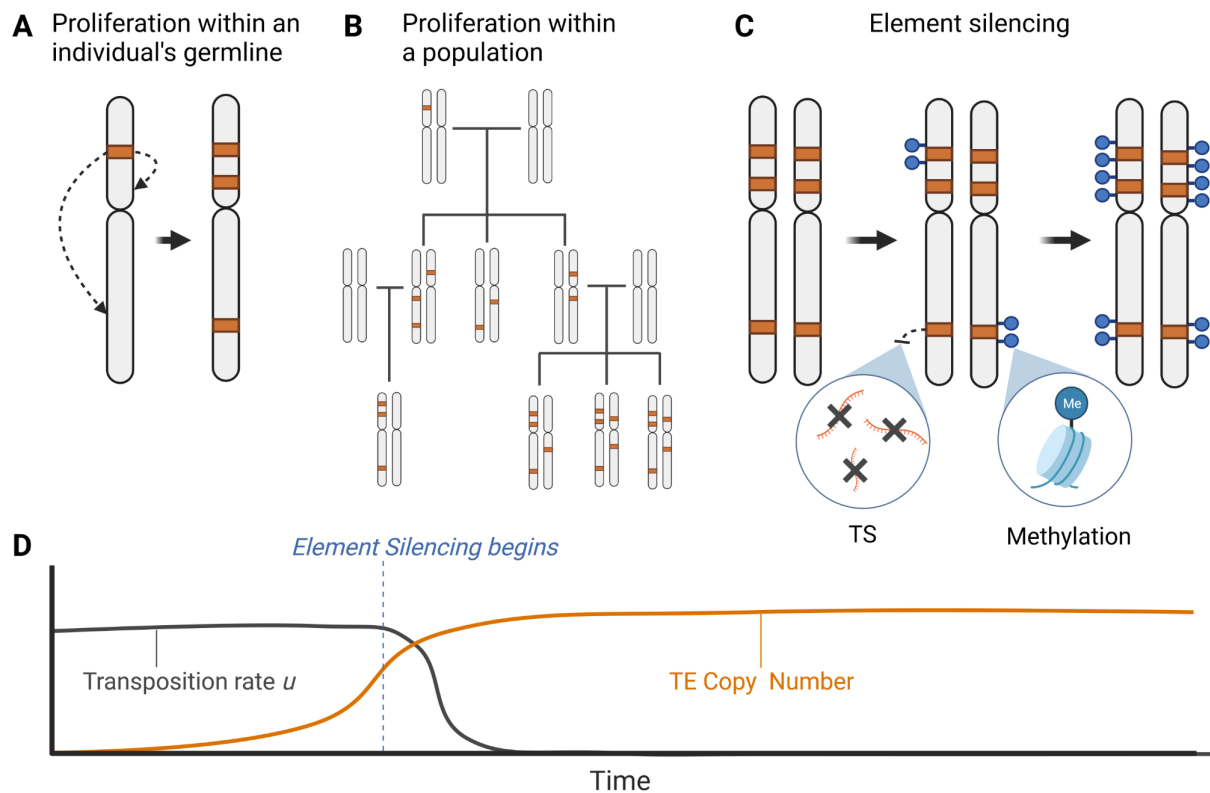 A
Proliferation within an
individual's germline
B
Proliferation within
a population
C
Element silencing
Me
TS
Methylation
D
Element Silencing begins
Transposition rate u
TE Copy Number
Time